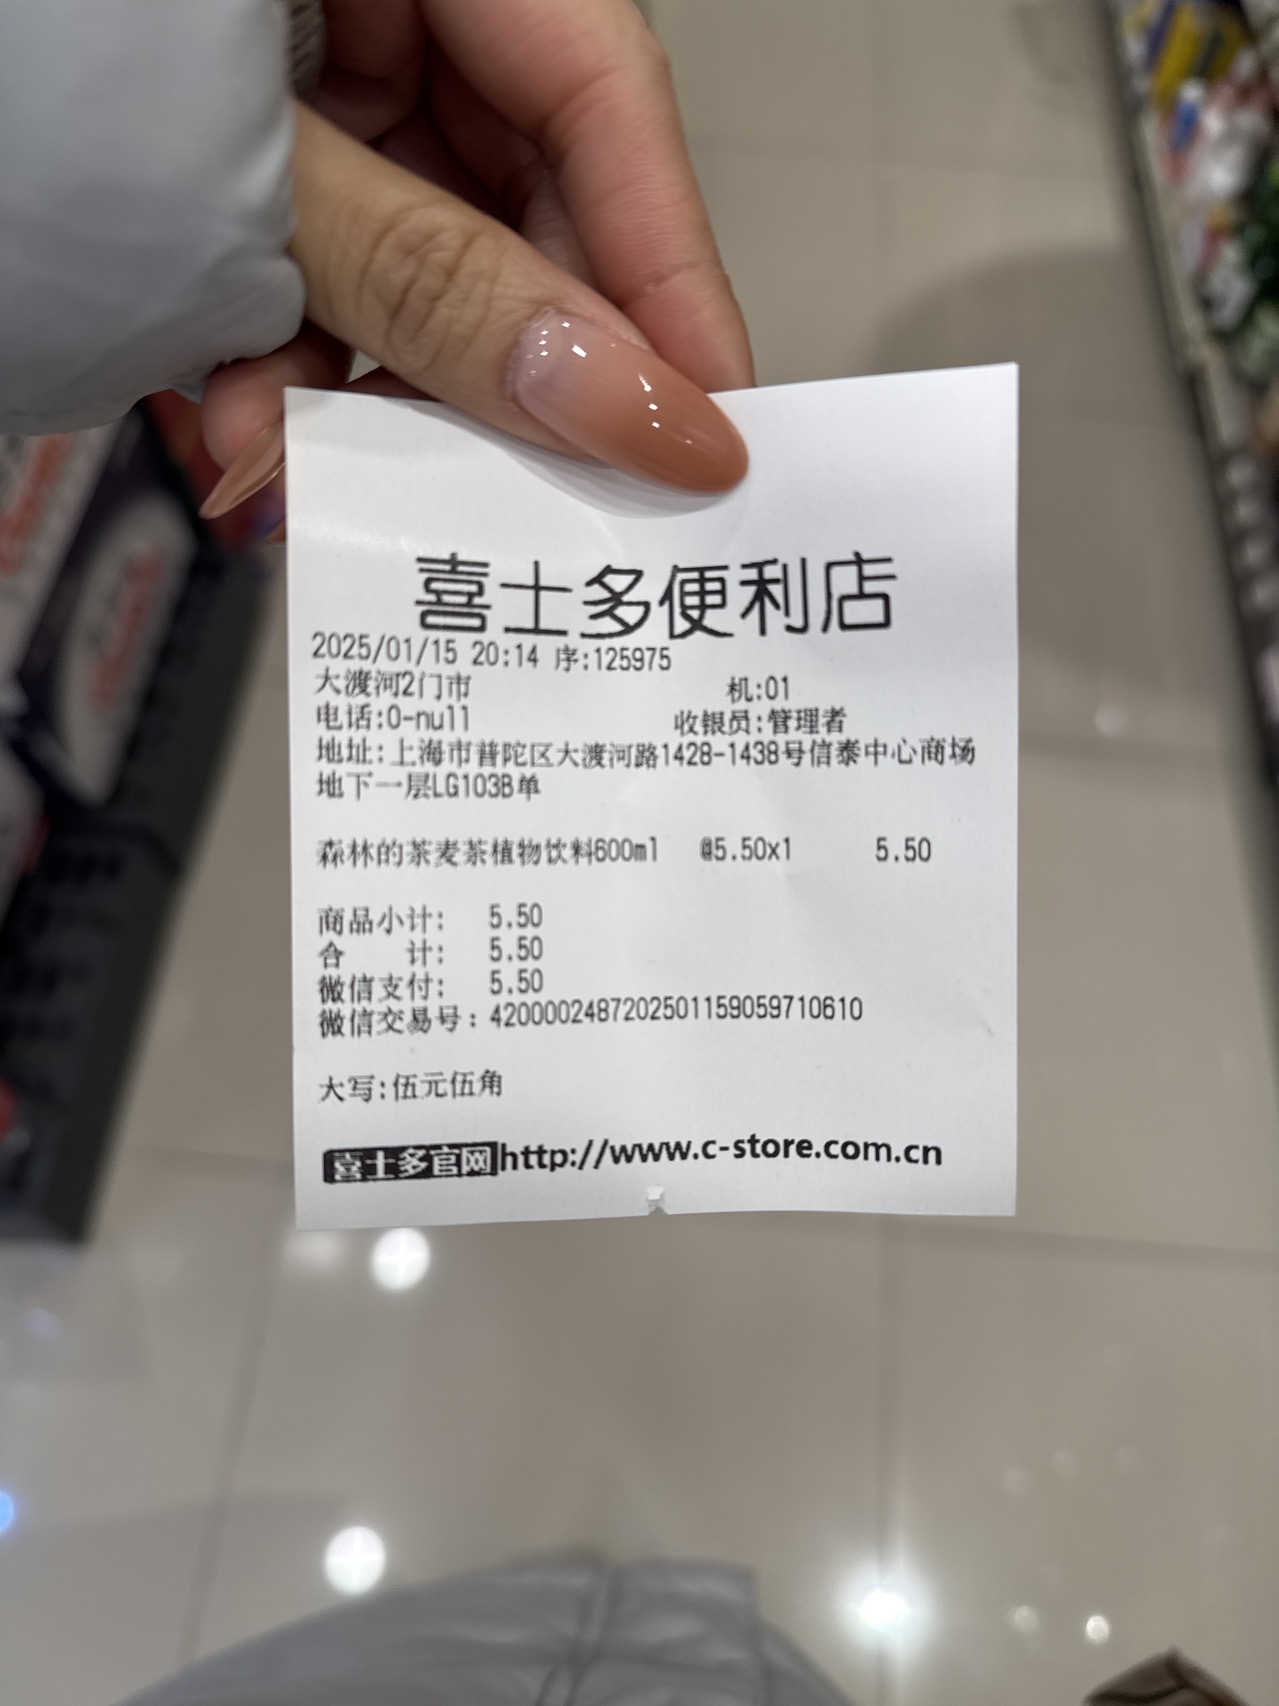 喜士多便利店
2025/01/15 20:14 序:125975
大渡河2门市 机:01
电话:0-null 收银员:管理者
地址:上海市普陀区大渡河路1428-1438号信泰中心商场
地下一层LG103B单
森林的茶麦茶植物饮料600ml @5.50x1 5.50
商品小计: 5.50
合 计: 5.50
微信支付: 5.50
微信交易号:4200002487202501159059710610
大写:伍元伍角
喜士多官网http://www.c-store.com.cn